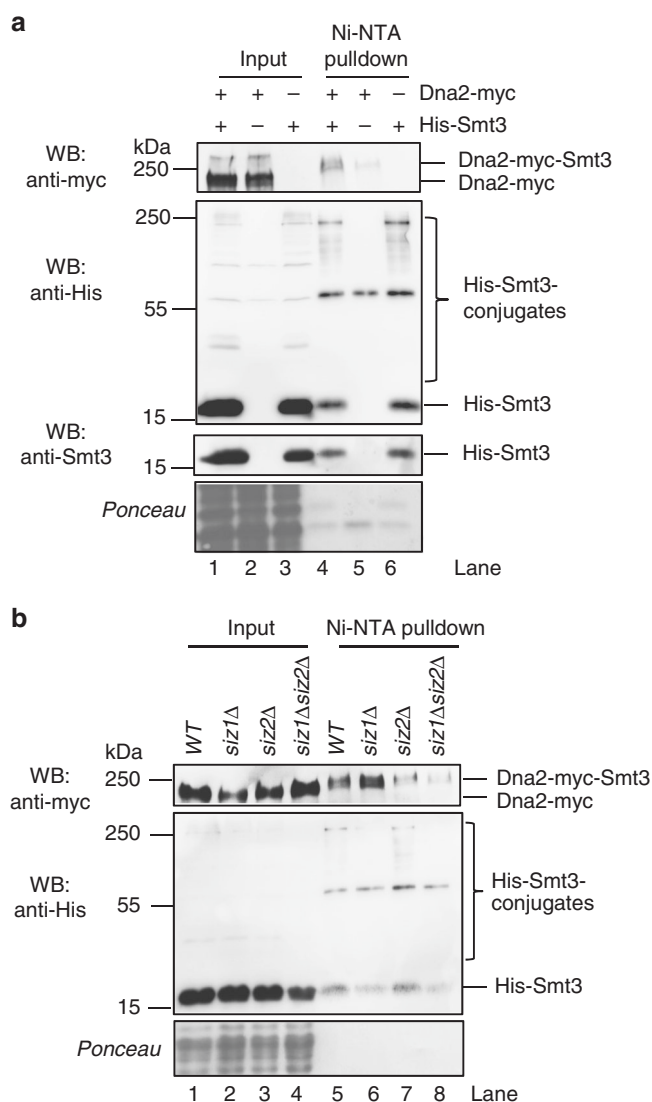 a
Input
Ni-NTA
pulldown
+ + – + + – Dna2-myc
+ – + + – + His-Smt3
WB:
anti-myc
kDa
250
Dna2-myc-Smt3
Dna2-myc
WB:
anti-His
250
55
15
His-Smt3-
conjugates
His-Smt3
WB:
anti-Smt3
15
His-Smt3
Ponceau
1 2 3 4 5 6 Lane
b
Input Ni-NTA pulldown
WT siz1Δ siz2Δ siz1Δsiz2Δ WT siz1Δ siz2Δ siz1Δsiz2Δ
kDa
WB:
anti-myc
250
Dna2-myc-Smt3
Dna2-myc
WB:
anti-His
250
55
15
His-Smt3-
conjugates
His-Smt3
Ponceau
1 2 3 4 5 6 7 8 Lane